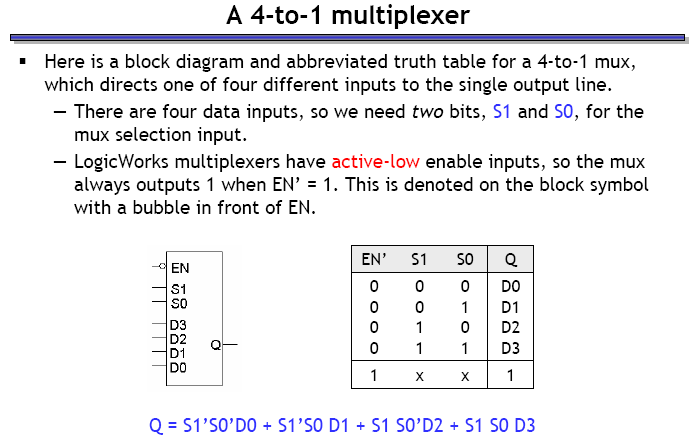 A 4-to-1 multiplexer
▪ Here is a block diagram and abbreviated truth table for a 4-to-1 mux,
which directs one of four different inputs to the single output line.
— There are four data inputs, so we need two bits, S1 and S0, for the
mux selection input.
— LogicWorks multiplexers have active-low enable inputs, so the mux
always outputs 1 when EN’ = 1. This is denoted on the block symbol
with a bubble in front of EN.
EN
S1
S0
D3
D2
D1
D0
Q
EN’ S1 S0 Q
0 0 0 D0
0 0 1 D1
0 1 0 D2
0 1 1 D3
1 x x 1
Q = S1’S0’D0 + S1’S0 D1 + S1 S0’D2 + S1 S0 D3